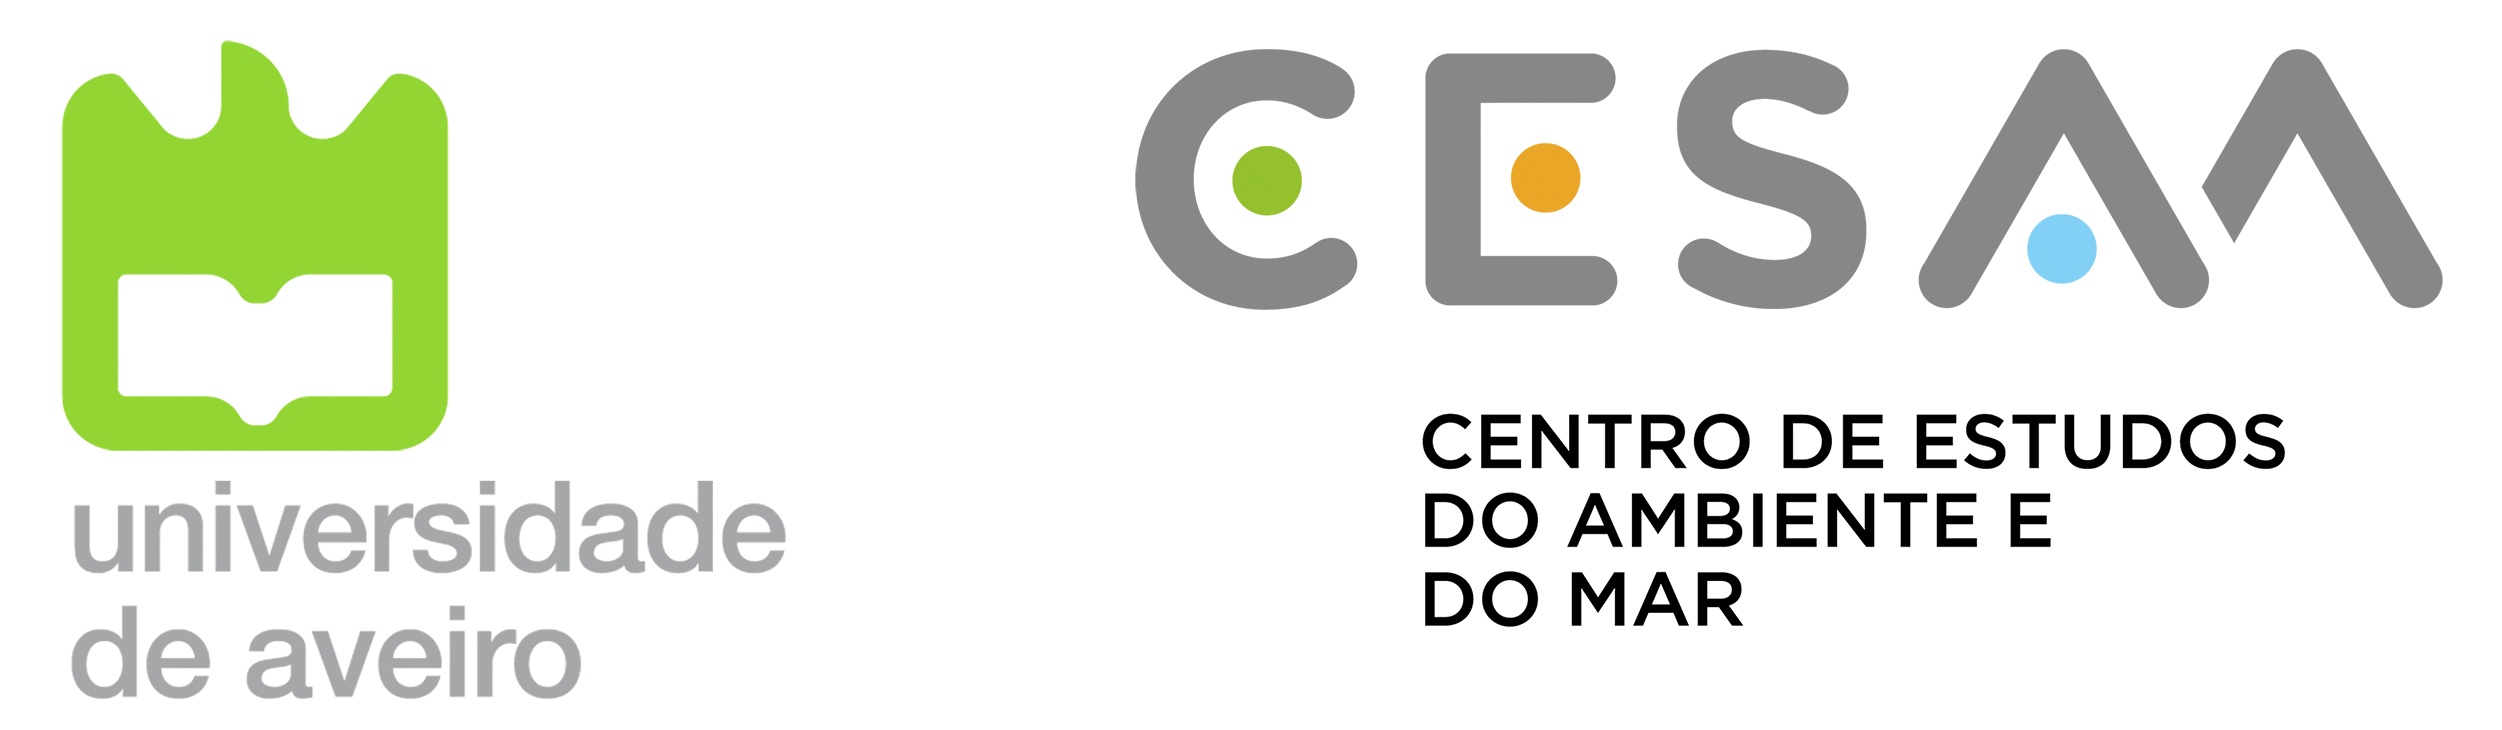 universidade
de aveiro
CESAM
CENTRO DE ESTUDOS
DO AMBIENTE E
DO MAR